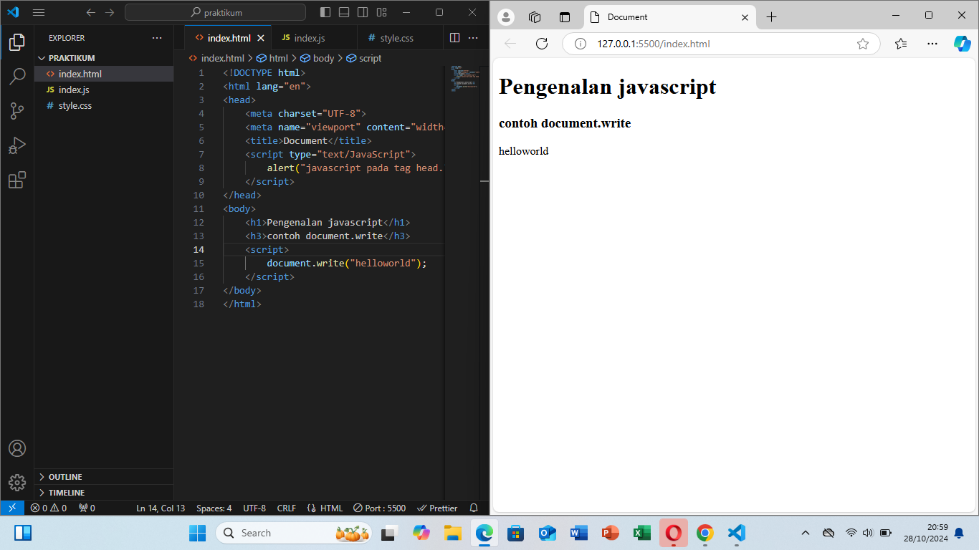 praktikum
EXPLORER
PRAKTIKUM
index.html
JS index.js
# style.css
OUTLINE
TIMELINE
index.html
JS index.js
# style.css
index.html > html > body > script
1 <!DOCTYPE html>
2 <html lang="en">
3 <head>
4 <meta charset="UTF-8">
5 <meta name="viewport" content="width
6 <title>Document</title>
7 <script type="text/JavaScript">
8 alert("javascript pada tag head.
9 </script>
10 </head>
11 <body>
12 <h1>Pengenalan javascript</h1>
13 <h3>contoh document.write</h3>
14 <script>
15 document.write("helloworld");
16 </script>
17 </body>
18 </html>
0 0 0 Ln 14, Col 13 Spaces: 4 UTF-8 CRLF HTML Port : 5500 Prettier
Document
127.0.0.1:5500/index.html
Pengenalan javascript
contoh document.write
helloworld
Search
20:59
28/10/2024